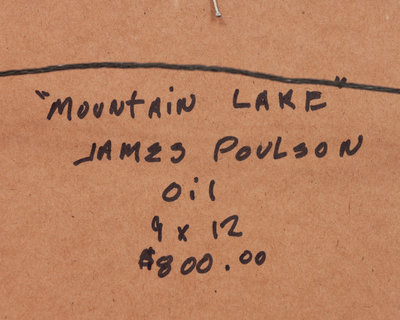 "MOUNTAIN LAKE"
JAMES POULSON
Oil
9 x 12
$800.00